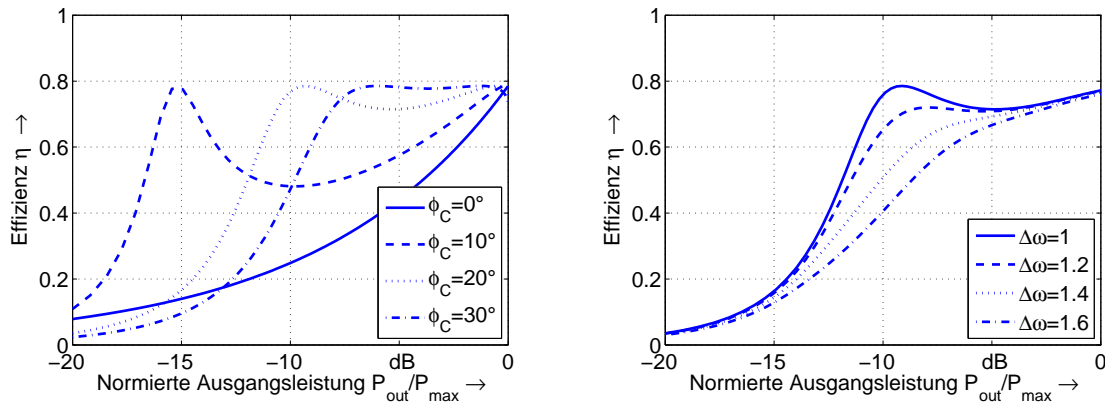 1
0.8
0.6
0.4
0.2
0
Effizienz η →
−20
−15
−10
dB
0
Normierte Ausgangsleistung P_out/P_max →
ϕ_C=0°
ϕ_C=10°
ϕ_C=20°
ϕ_C=30°
1
0.8
0.6
0.4
0.2
0
Effizienz η →
−20
−15
−10
dB
0
Normierte Ausgangsleistung P_out/P_max →
Δω=1
Δω=1.2
Δω=1.4
Δω=1.6